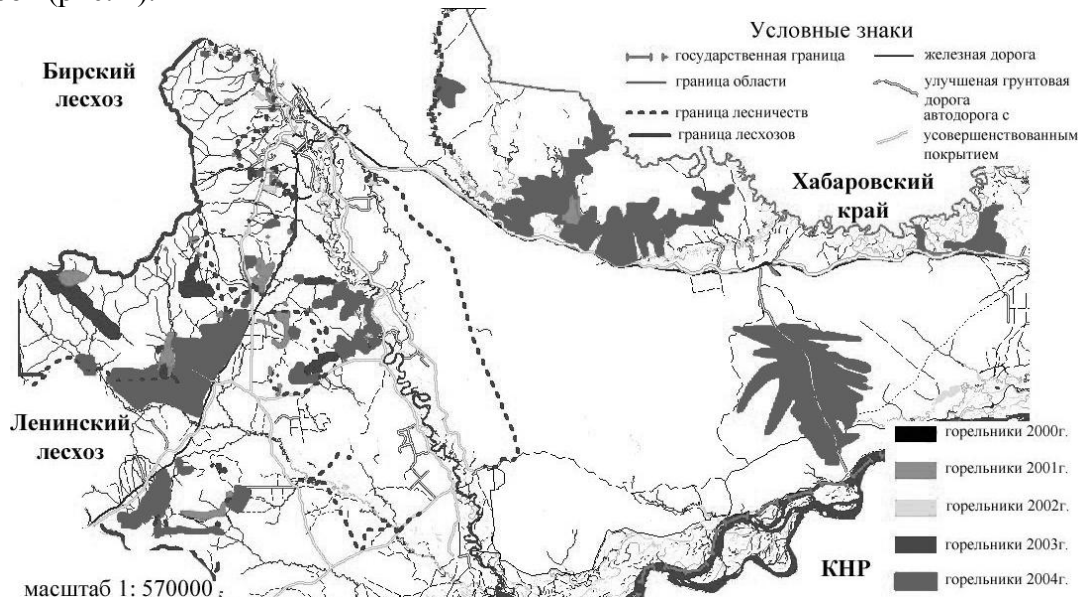 Бирский
лесхоз
Условные знаки
государственная граница
железная дорога
граница области
улучшеная грунтовая
дорога
граница лесничеств
автодорога с
усовершенствованным
покрытием
граница лесхозов
Хабаровский
край
Ленинский
лесхоз
горельники 2000г.
горельники 2001г.
горельники 2002г.
горельники 2003г.
горельники 2004г.
КНР
масштаб 1: 570000